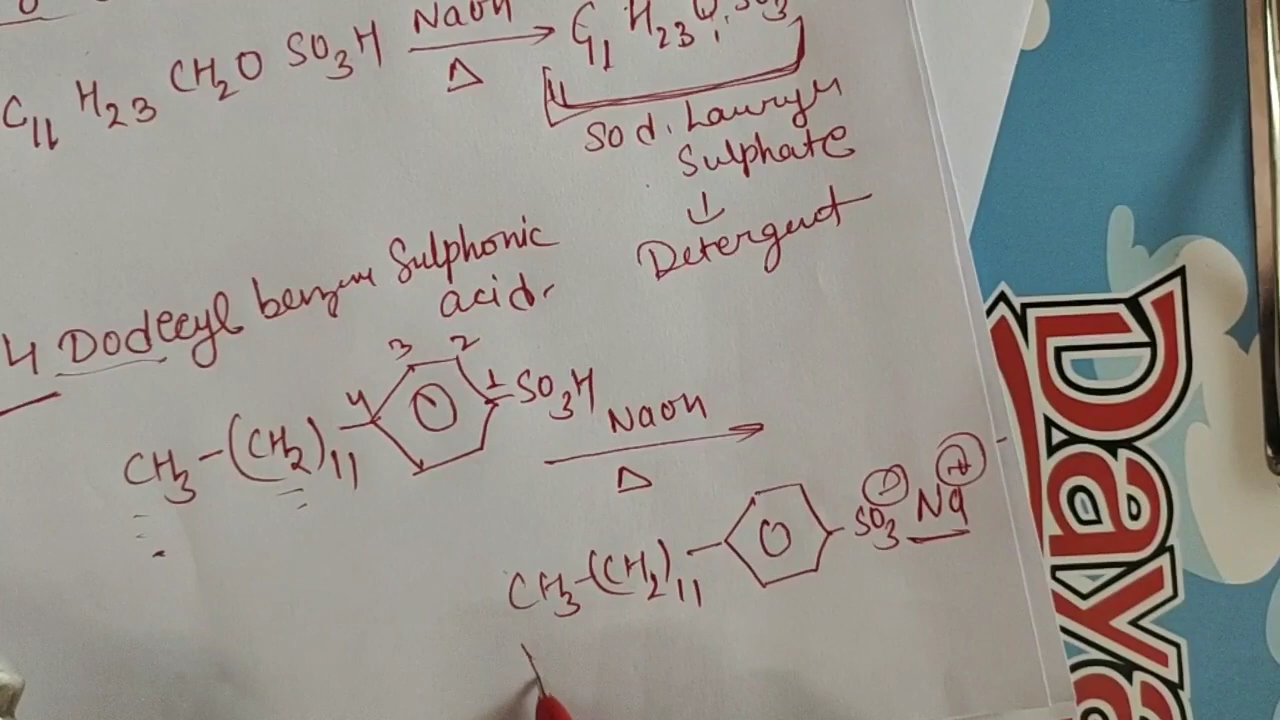 C₁₁ H₂₃ CH₂O SO₃H NaOH → Δ C₁₁ H₂₃
Sod. Lauryl
Sulphate
↓
Detergent
4 Dodecyl benzene Sulphonic
acid.
3 2
4 1
CH₃-(CH₂)₁₁ SO₃H NaOH → Δ
CH₃-(CH₂)₁₁ SO₃⊖ Na⊕
Daya